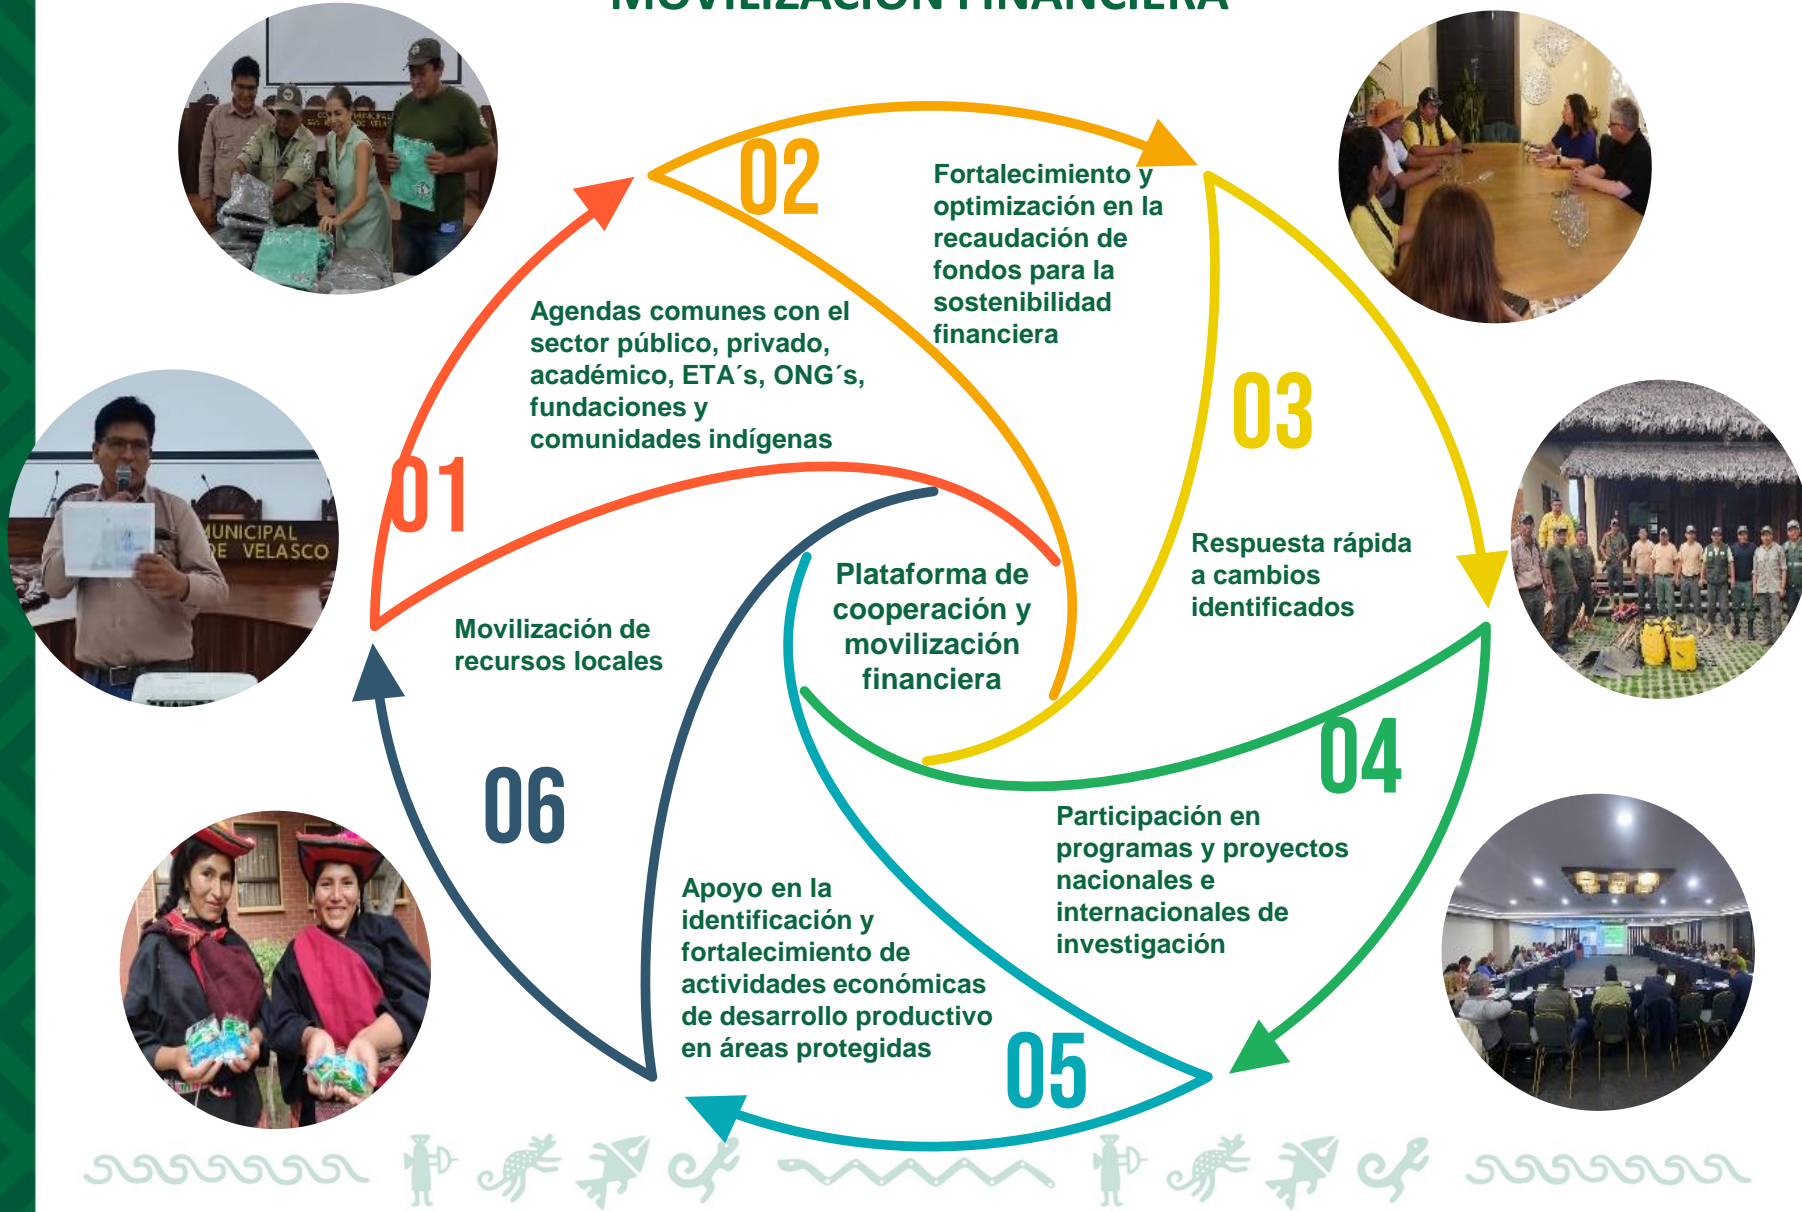 MOVILIZACIÓN FINANCIERA
01
Agendas comunes con el
sector público, privado,
académico, ETA´s, ONG´s,
fundaciones y
comunidades indígenas
02
Fortalecimiento y
optimización en la
recaudación de
fondos para la
sostenibilidad
financiera
03
Respuesta rápida
a cambios
identificados
04
Participación en
programas y proyectos
nacionales e
internacionales de
investigación
05
Apoyo en la
identificación y
fortalecimiento de
actividades económicas
de desarrollo productivo
en áreas protegidas
06
Movilización de
recursos locales
Plataforma de
cooperación y
movilización
financiera
MUNICIPAL
DE VELASCO